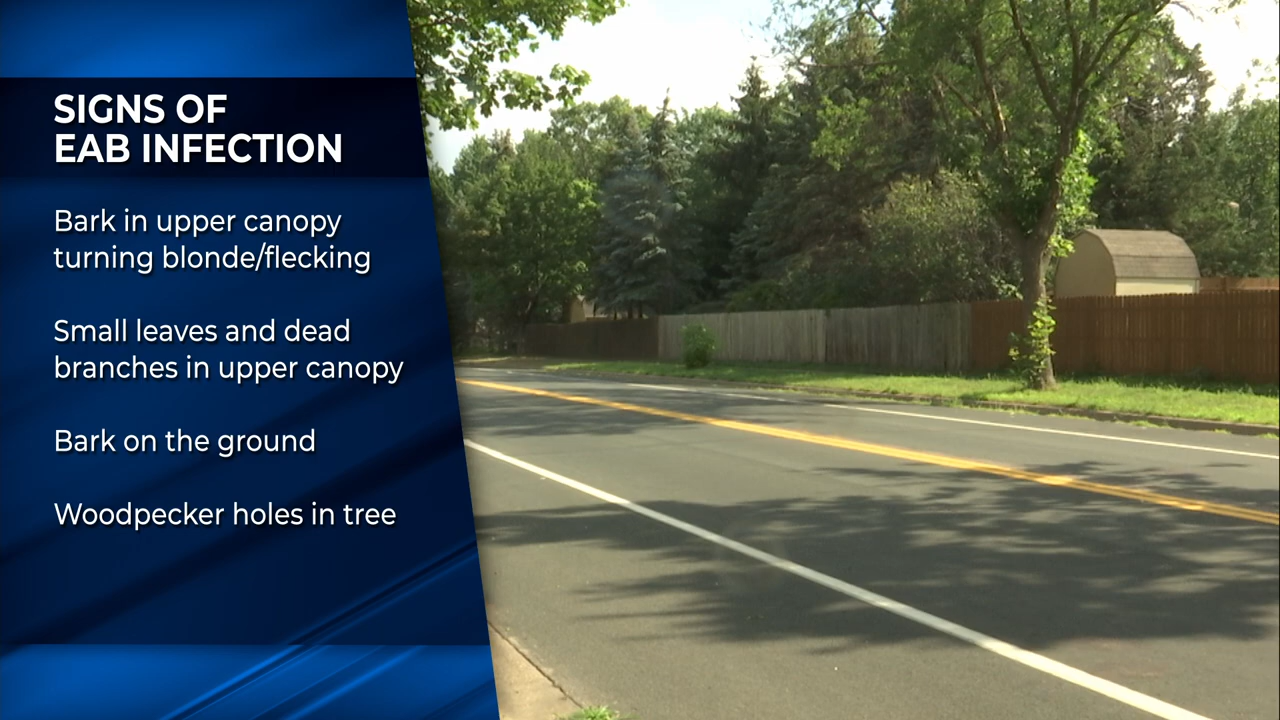 SIGNS OF
EAB INFECTION
Bark in upper canopy
turning blonde/flecking
Small leaves and dead
branches in upper canopy
Bark on the ground
Woodpecker holes in tree